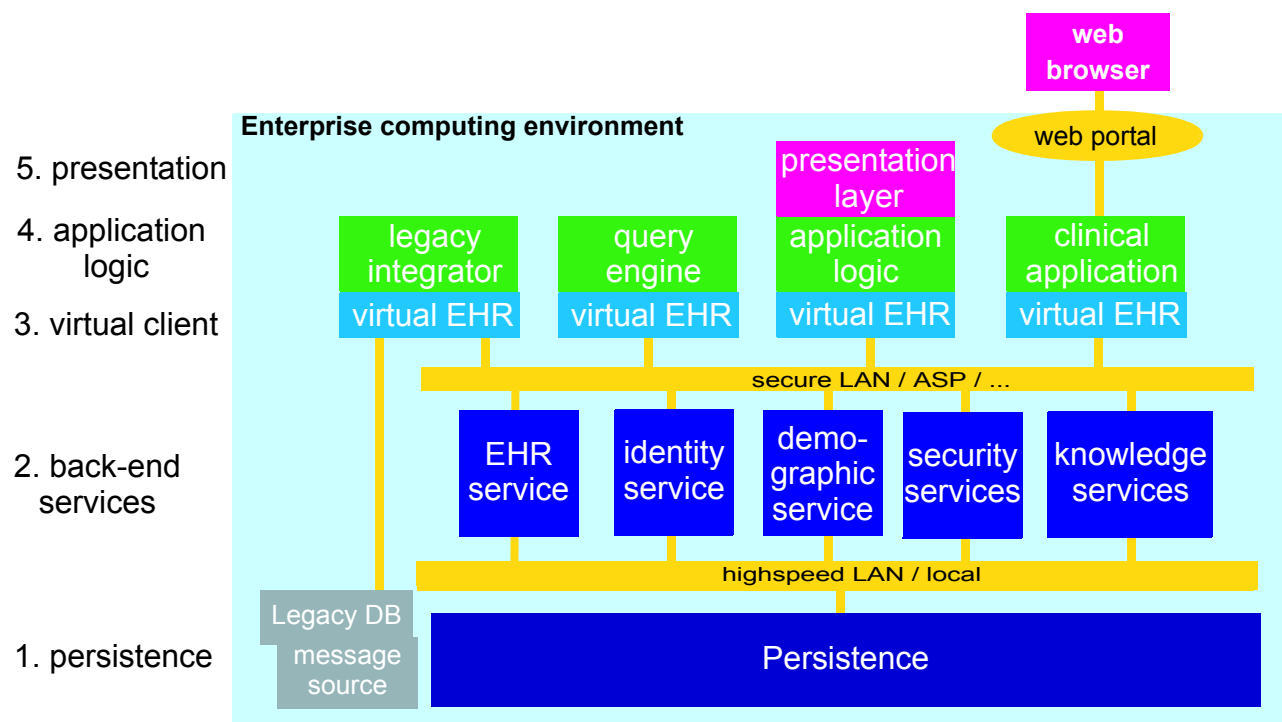 web
browser
Enterprise computing environment
web portal
5. presentation
presentation
layer
4. application
logic
legacy
integrator
query
engine
application
logic
clinical
application
3. virtual client
virtual EHR
virtual EHR
virtual EHR
virtual EHR
secure LAN / ASP / ...
2. back-end
services
EHR
service
identity
service
demo-
graphic
service
security
services
knowledge
services
highspeed LAN / local
Legacy DB
1. persistence
message
source
Persistence